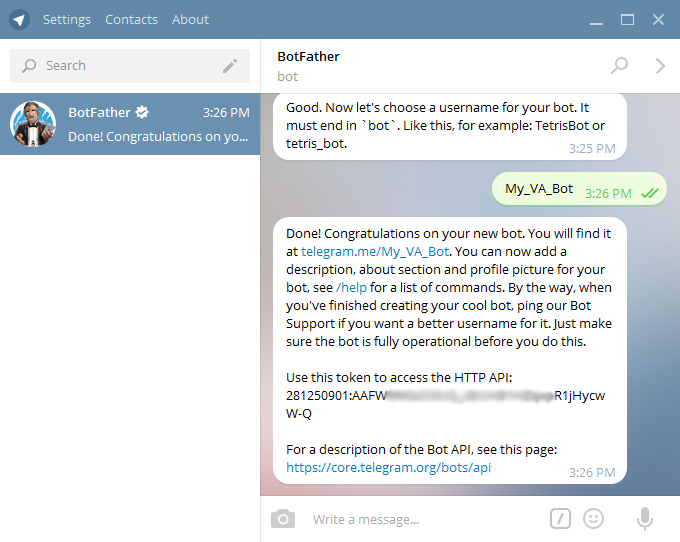 Settings Contacts About
Search
BotFather
bot
BotFather 3:26 PM
Done! Congratulations on yo...
Good. Now let's choose a username for your bot. It
must end in `bot`. Like this, for example: TetrisBot or
tetris_bot.
3:25 PM
My_VA_Bot 3:26 PM
Done! Congratulations on your new bot. You will find it
at telegram.me/My_VA_Bot. You can now add a
description, about section and profile picture for your
bot, see /help for a list of commands. By the way, when
you've finished creating your cool bot, ping our Bot
Support if you want a better username for it. Just make
sure the bot is fully operational before you do this.
Use this token to access the HTTP API:
281250901:AAFW R1jHycw
W-Q
For a description of the Bot API, see this page:
https://core.telegram.org/bots/api
3:26 PM
Write a message...